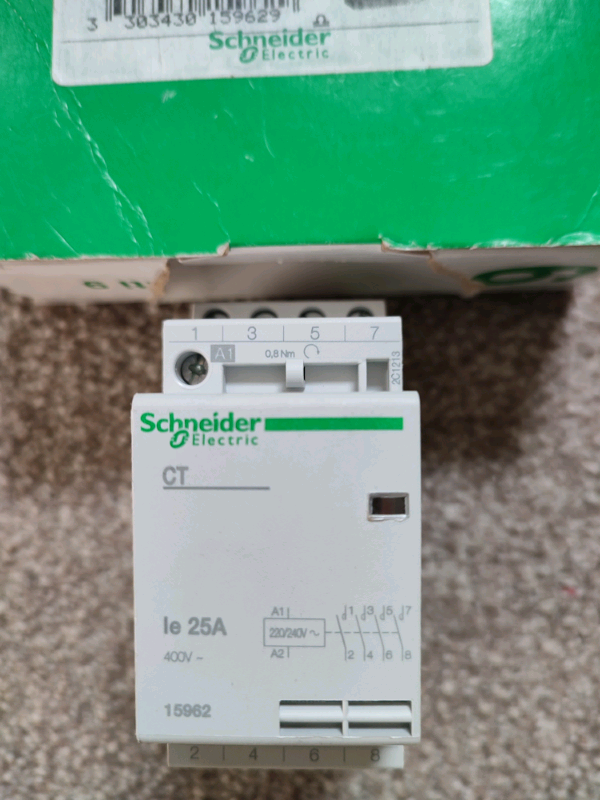 3 303430 159629
Schneider
Electric
1 3 5 7
A1 0,8 Nm
2C1213
Schneider
Electric
CT
A1 1 3 5 7
Ie 25A
220/240V ~
400V ~
A2 2 4 6 8
15962
2 4 6 8